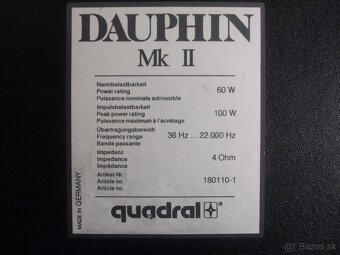 DAUPHIN
Mk II
Nennbelastbarkeit
Power rating 60 W
Puissance nominale admissible
Impulsbelastbarkeit
Peak power rating 100 W
Puissance maximum à l'écrêtage
Übertragungsbereich
Frequency range 36 Hz ... 22.000 Hz
Bande passante
Impedanz
Impedance 4 Ohm
Impédance
Artikel-Nr.
Article no. 180110-1
Article no.
MADE IN GERMANY
quadral ®
Bazos.sk